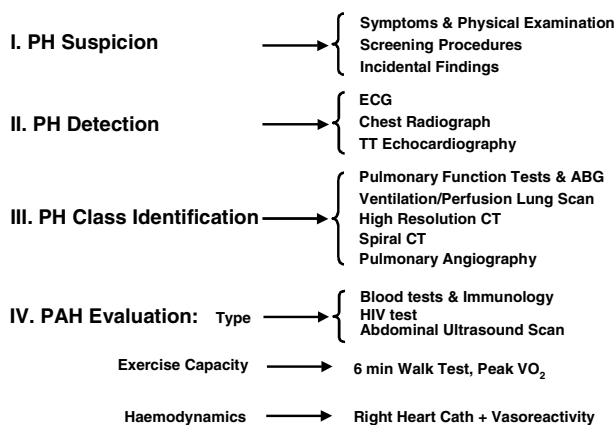 Symptoms & Physical Examination
I. PH Suspicion
Screening Procedures
Incidental Findings
ECG
II. PH Detection
Chest Radiograph
TT Echocardiography
Pulmonary Function Tests & ABG
Ventilation/Perfusion Lung Scan
III. PH Class Identification
High Resolution CT
Spiral CT
Pulmonary Angiography
Blood tests & Immunology
IV. PAH Evaluation: Type
HIV test
Abdominal Ultrasound Scan
Exercise Capacity
6 min Walk Test, Peak VO₂
Haemodynamics
Right Heart Cath + Vasoreactivity